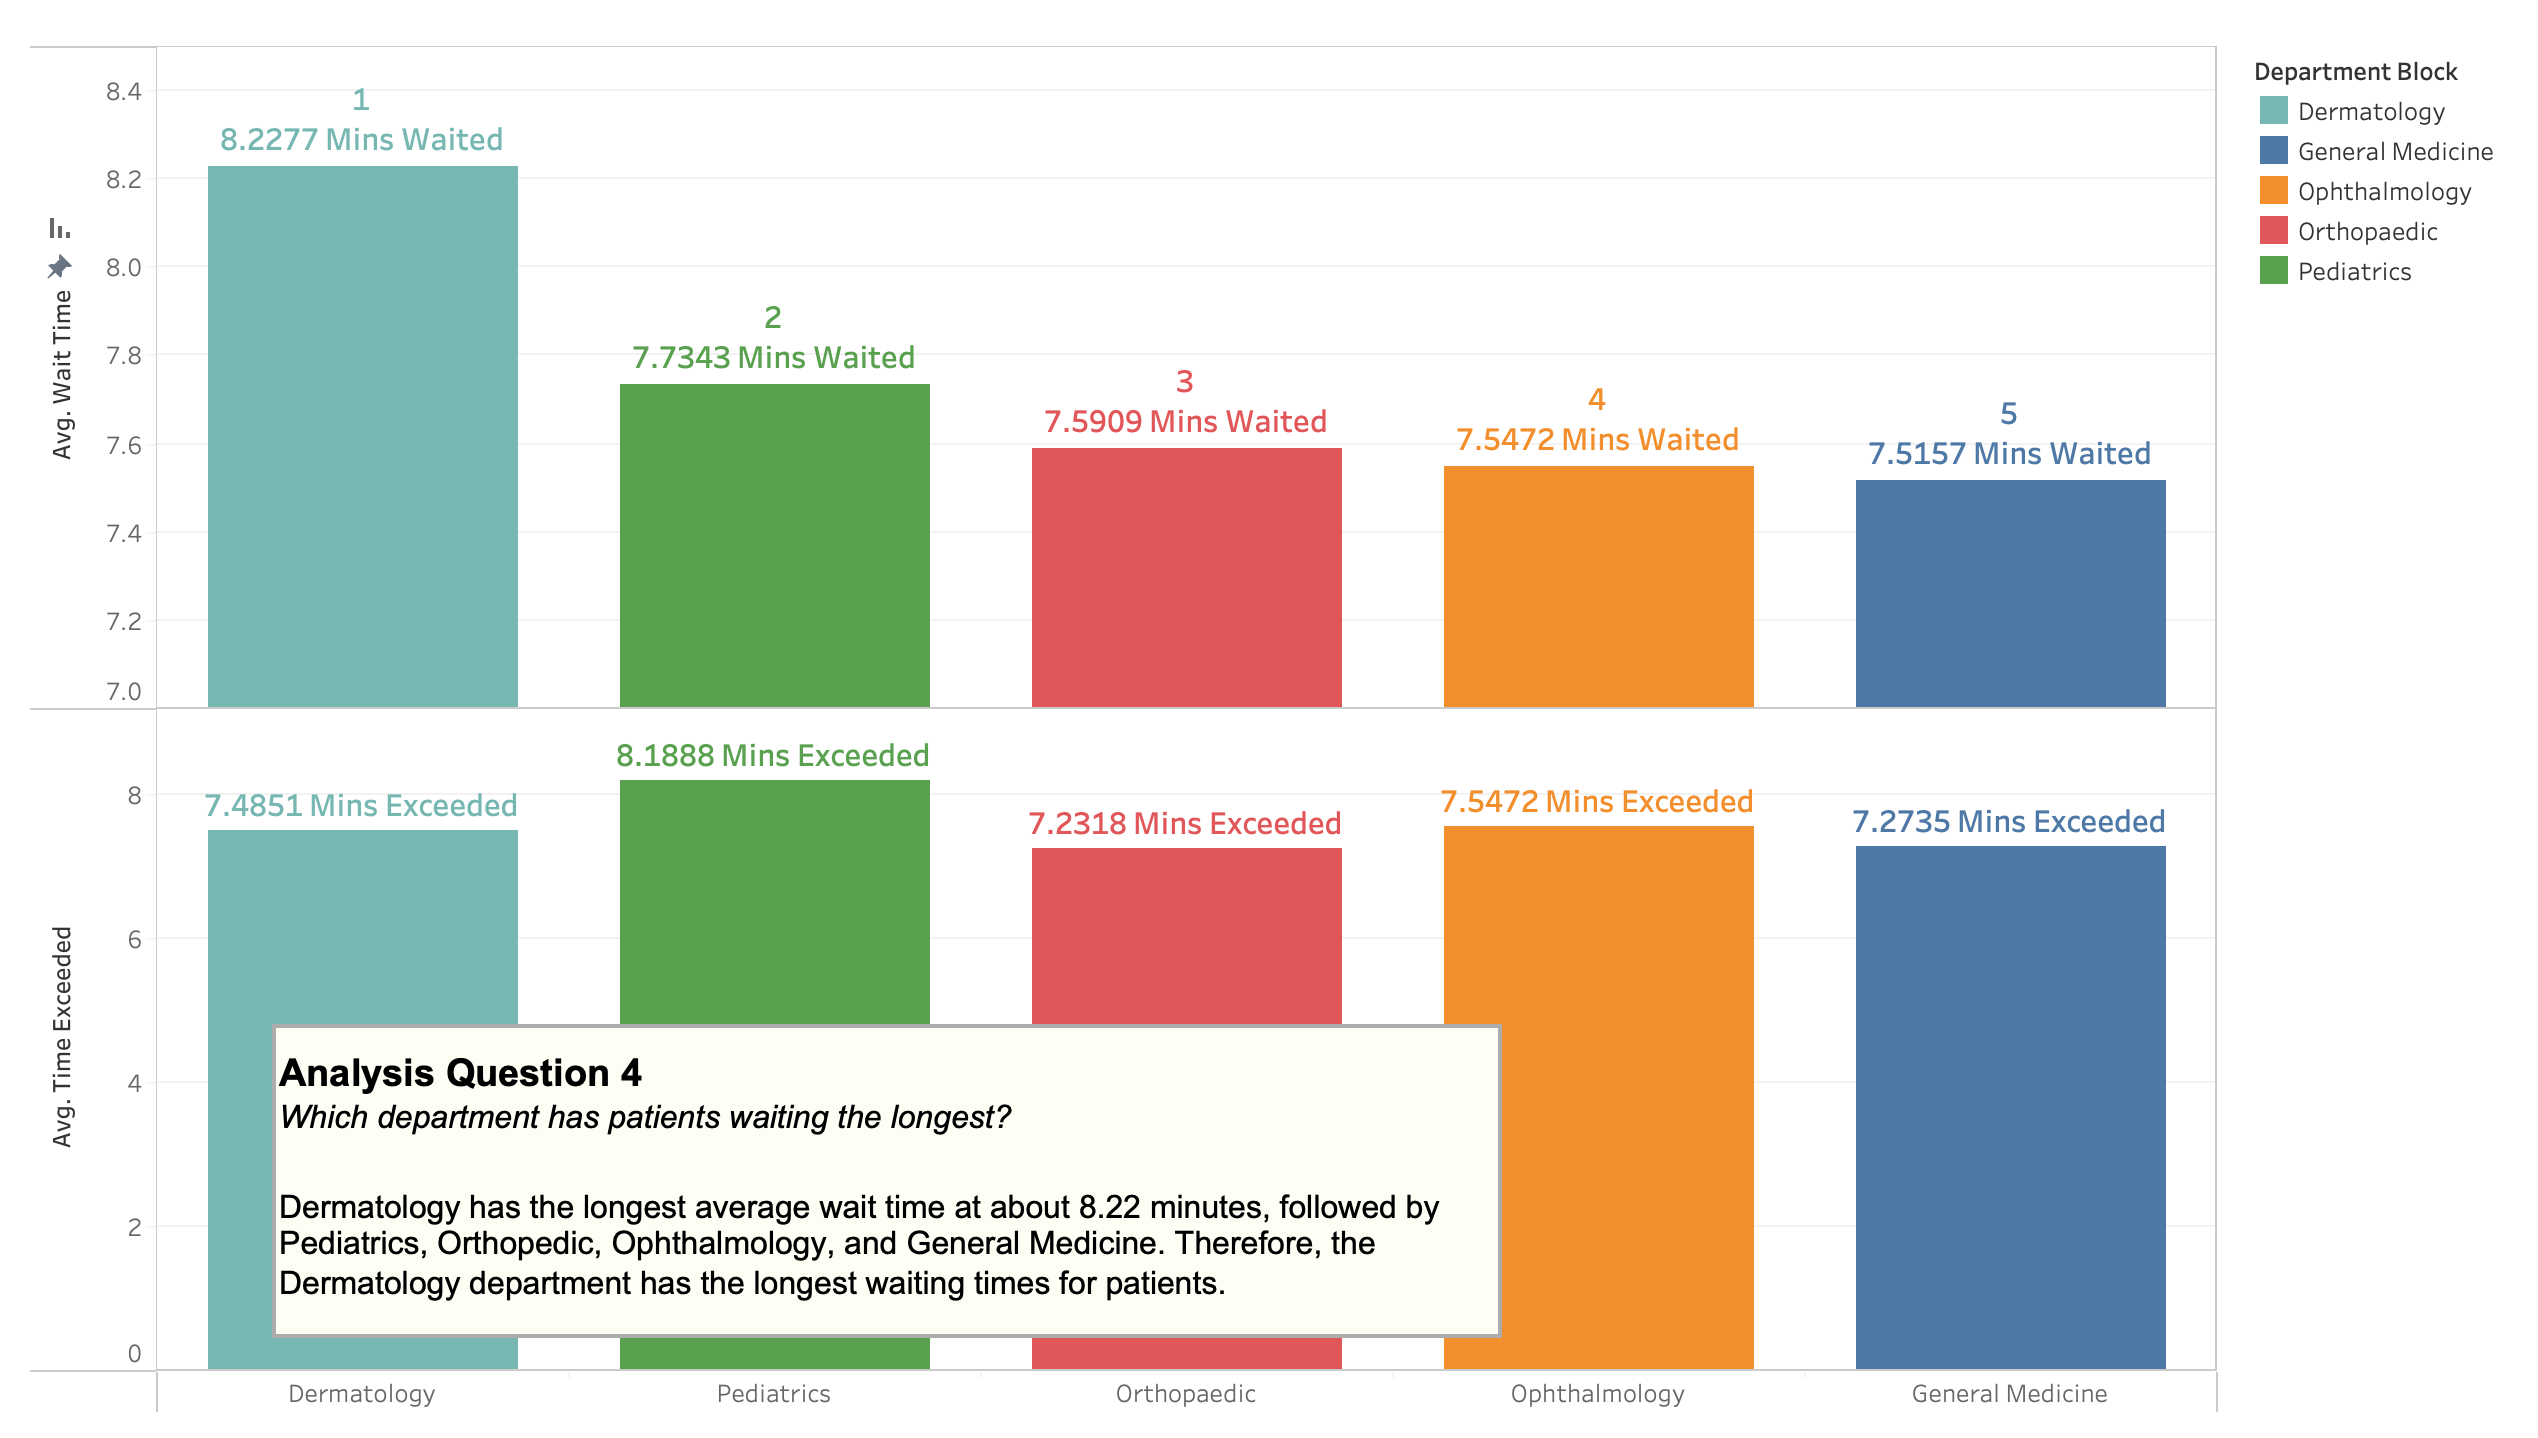 Department Block
Dermatology
General Medicine
Ophthalmology
Orthopaedic
Pediatrics
Avg. Wait Time
8.4
8.2
8.0
7.8
7.6
7.4
7.2
7.0
1
8.2277 Mins Waited
2
7.7343 Mins Waited
3
7.5909 Mins Waited
4
7.5472 Mins Waited
5
7.5157 Mins Waited
Avg. Time Exceeded
8
6
4
2
0
7.4851 Mins Exceeded
8.1888 Mins Exceeded
7.2318 Mins Exceeded
7.5472 Mins Exceeded
7.2735 Mins Exceeded
Analysis Question 4
Which department has patients waiting the longest?
Dermatology has the longest average wait time at about 8.22 minutes, followed by
Pediatrics, Orthopedic, Ophthalmology, and General Medicine. Therefore, the
Dermatology department has the longest waiting times for patients.
Dermatology
Pediatrics
Orthopaedic
Ophthalmology
General Medicine